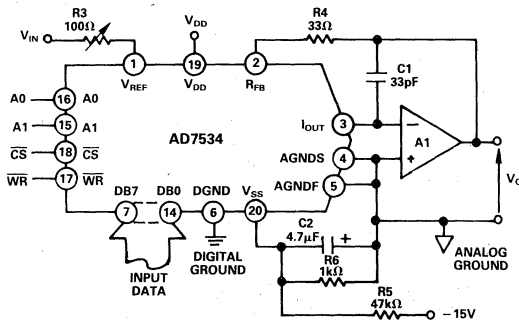 R3
100Ω
VIN
VDD
R4
33Ω
1
19
2
VREF
VDD
RFB
C1
33pF
A0
16
A0
A1
15
A1
CS
18
CS
WR
17
WR
AD7534
IOUT
3
−
A1
AGNDS
4
+
AGNDF
5
VO
DB7
DB0
DGND
VSS
7
14
6
20
INPUT
DATA
DIGITAL
GROUND
C2
4.7μF
+
R6
1kΩ
ANALOG
GROUND
R5
47kΩ
−15V